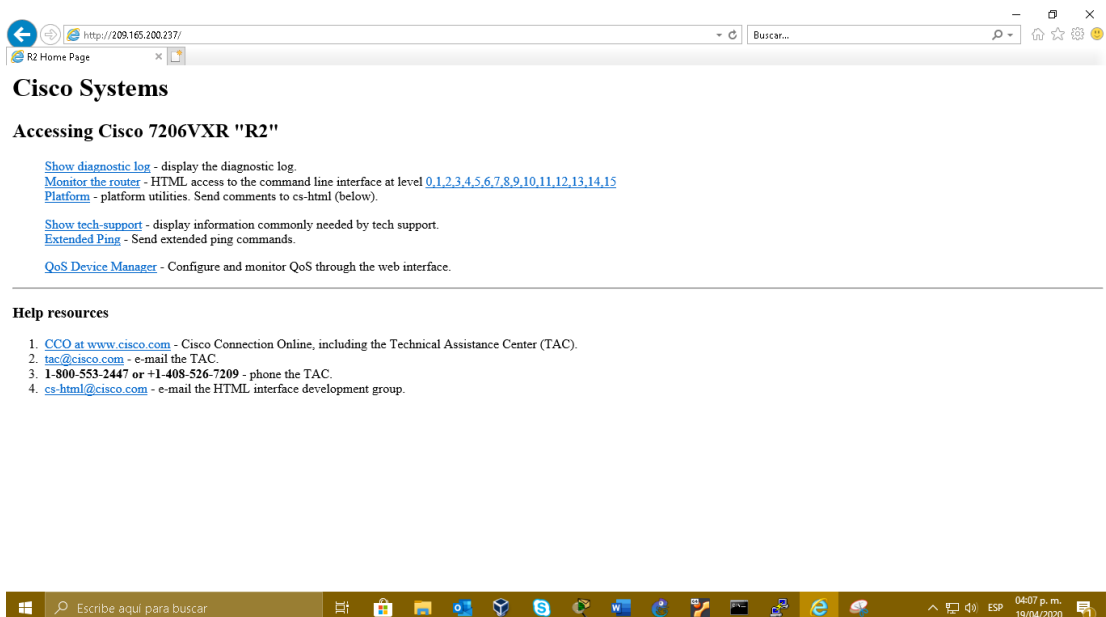 http://209.165.200.237/
Buscar...
R2 Home Page
Cisco Systems
Accessing Cisco 7206VXR "R2"
Show diagnostic log - display the diagnostic log.
Monitor the router - HTML access to the command line interface at level 0,1,2,3,4,5,6,7,8,9,10,11,12,13,14,15
Platform - platform utilities. Send comments to cs-html (below).
Show tech-support - display information commonly needed by tech support.
Extended Ping - Send extended ping commands.
QoS Device Manager - Configure and monitor QoS through the web interface.
Help resources
1. CCO at www.cisco.com - Cisco Connection Online, including the Technical Assistance Center (TAC).
2. tac@cisco.com - e-mail the TAC.
3. 1-800-553-2447 or +1-408-526-7209 - phone the TAC.
4. cs-html@cisco.com - e-mail the HTML interface development group.
Escribe aquí para buscar
ESP
04:07 p. m.
19/04/2020